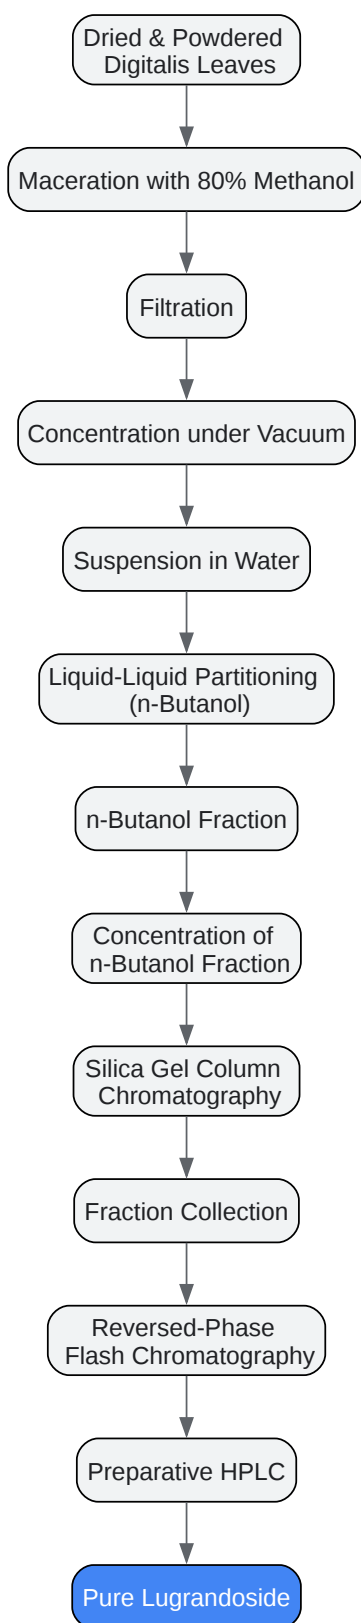 Dried & Powdered
Digitalis Leaves
Maceration with 80% Methanol
Filtration
Concentration under Vacuum
Suspension in Water
Liquid-Liquid Partitioning
(n-Butanol)
n-Butanol Fraction
Concentration of
n-Butanol Fraction
Silica Gel Column
Chromatography
Fraction Collection
Reversed-Phase
Flash Chromatography
Preparative HPLC
Pure Lugrandoside